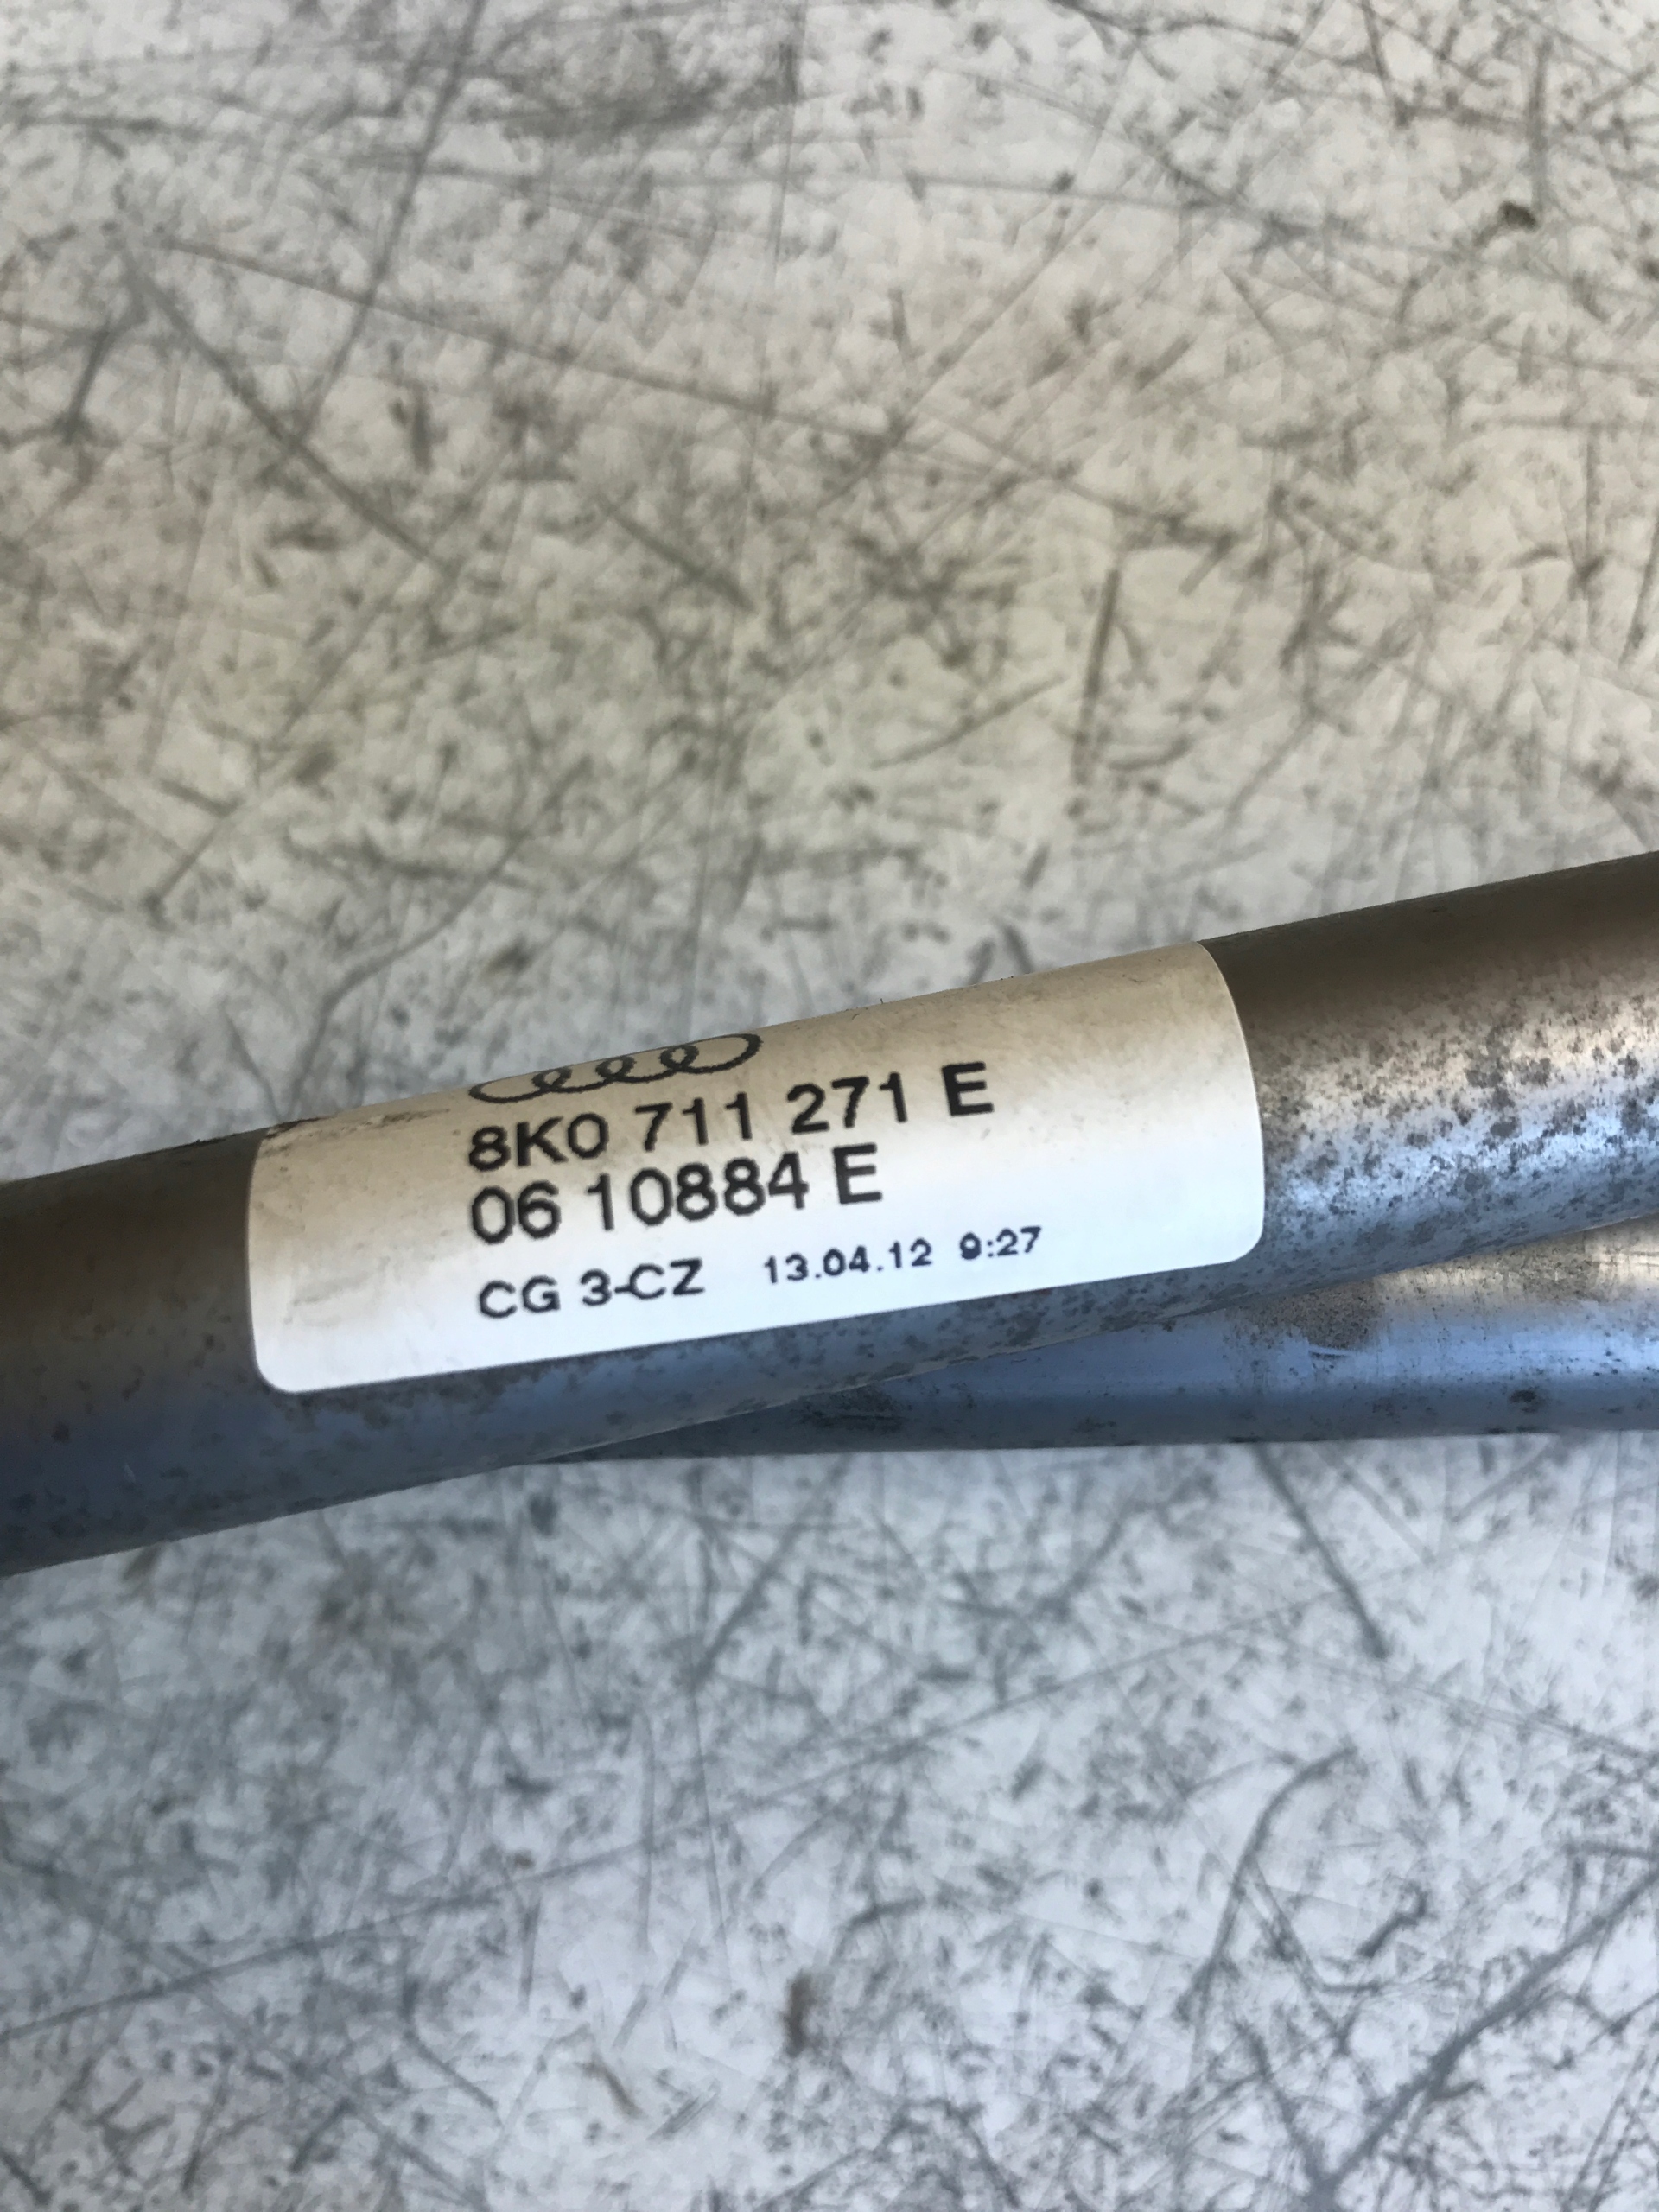 8K0 711 271 E
06 10884 E
CG 3-CZ 13.04.12 9:27